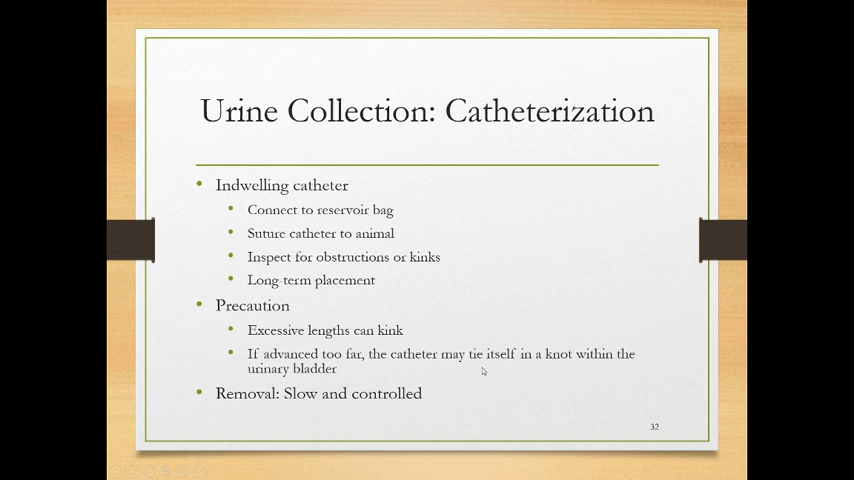 Urine Collection: Catheterization
• Indwelling catheter
• Connect to reservoir bag
• Suture catheter to animal
• Inspect for obstructions or kinks
• Long-term placement
• Precaution
• Excessive lengths can kink
• If advanced too far, the catheter may tie itself in a knot within the
urinary bladder
• Removal: Slow and controlled
32